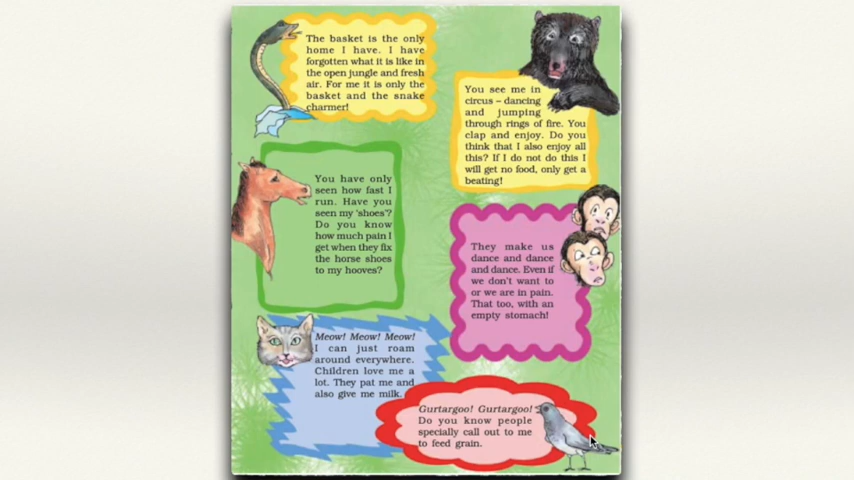 The basket is the only
home I have. I have
forgotten what it is like in
the open jungle and fresh
air. For me it is only the
basket and the snake
charmer!
You see me in
circus – dancing
and jumping
through rings of fire. You
clap and enjoy. Do you
think that I also enjoy all
this? If I do not do this I
will get no food, only get a
beating!
You have only
seen how fast I
run. Have you
seen my 'shoes'?
Do you know
how much pain I
get when they fix
the horse shoes
to my hooves?
They make us
dance and dance
and dance. Even if
we don't want to
or we are in pain.
That too, with an
empty stomach!
Meow! Meow! Meow!
I can just roam
around everywhere.
Children love me a
lot. They pat me and
also give me milk.
Gurtargoo! Gurtargoo!
Do you know people
specially call out to me
to feed grain.